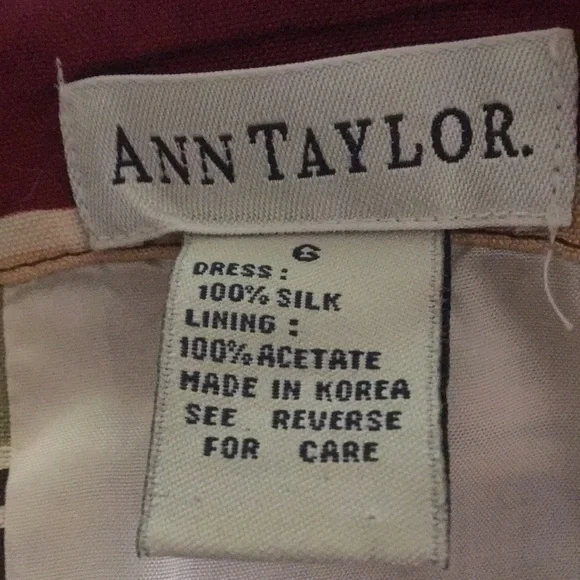 ANN TAYLOR.
6
DRESS:
100% SILK
LINING:
100% ACETATE
MADE IN KOREA
SEE REVERSE
FOR CARE